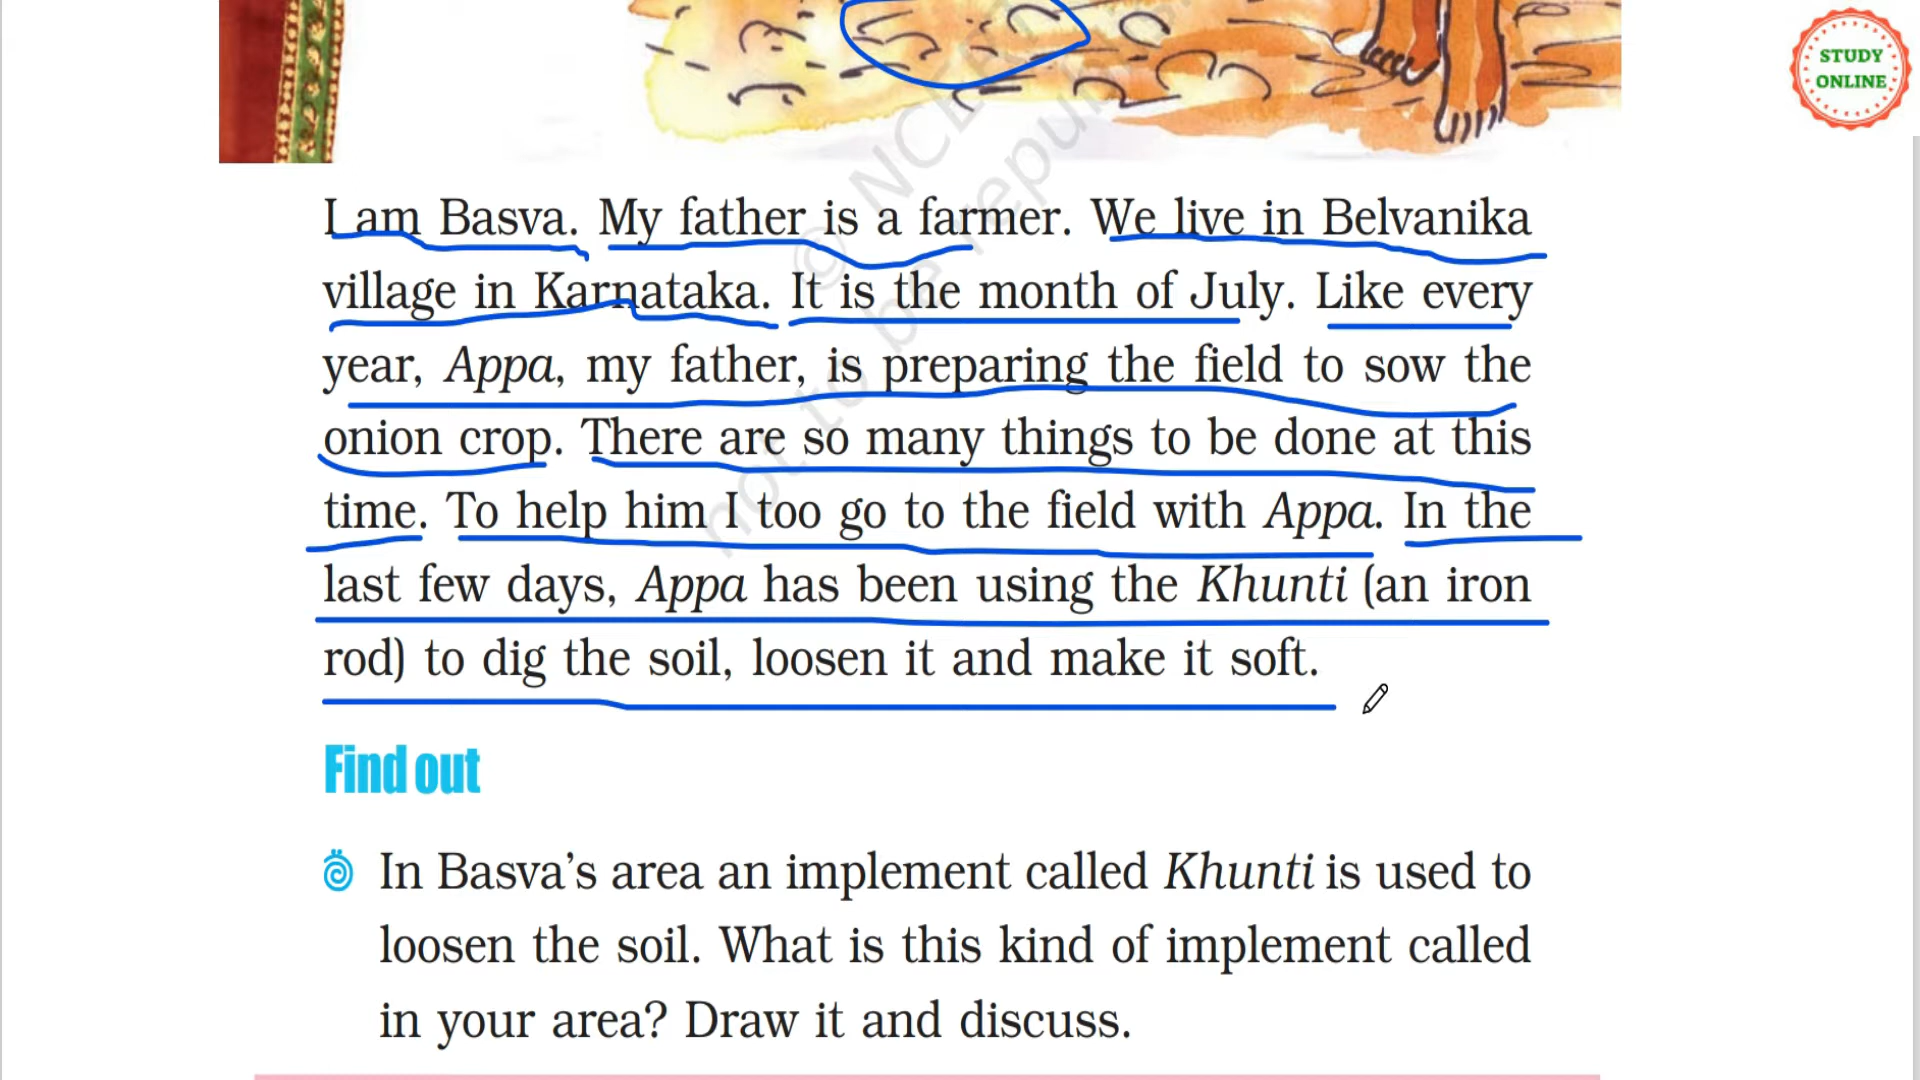 STUDY
ONLINE
I am Basva. My father is a farmer. We live in Belvanika
village in Karnataka. It is the month of July. Like every
year, Appa, my father, is preparing the field to sow the
onion crop. There are so many things to be done at this
time. To help him I too go to the field with Appa. In the
last few days, Appa has been using the Khunti (an iron
rod) to dig the soil, loosen it and make it soft.
Find out
In Basva's area an implement called Khunti is used to
loosen the soil. What is this kind of implement called
in your area? Draw it and discuss.
© NCE
not to be repu